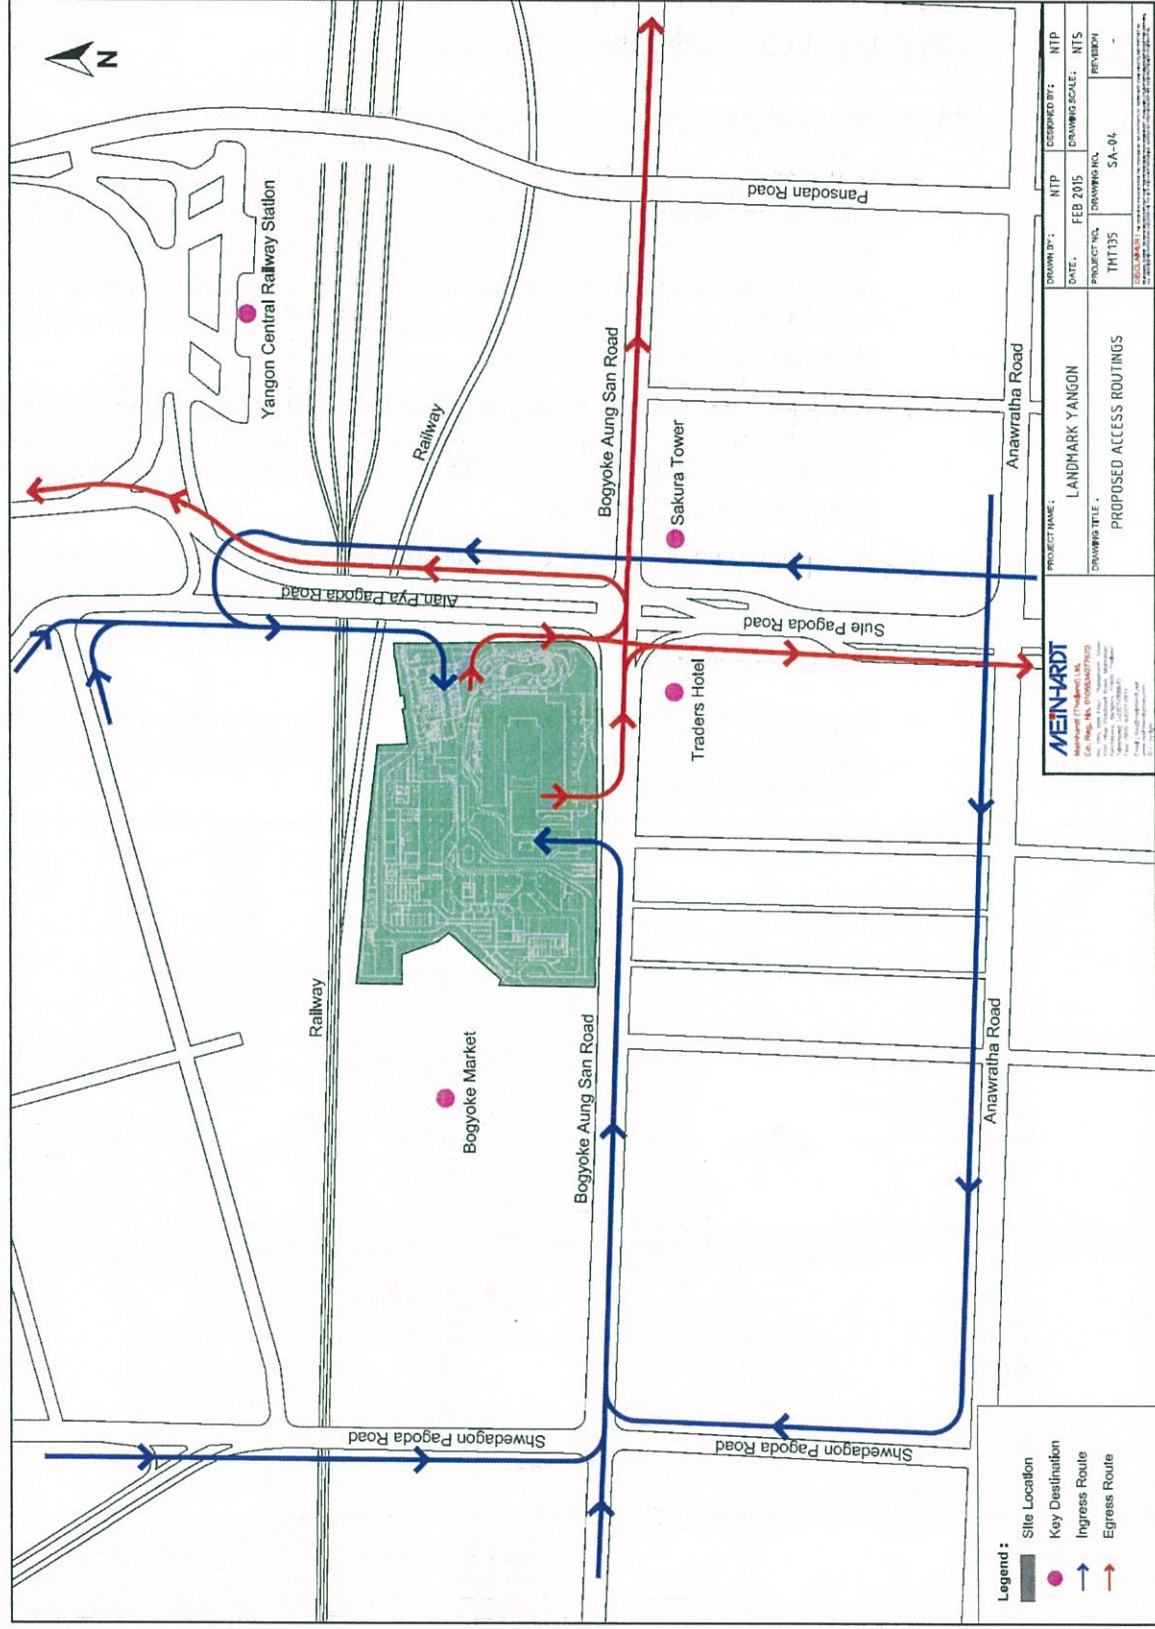 N
Yangon Central Railway Station
Pansodan Road
Railway
Alan Pya Pagoda Road
Bogyoke Aung San Road
Sakura Tower
Sule Pagoda Road
Traders Hotel
Anawratha Road
Railway
Bogyoke Market
Bogyoke Aung San Road
Anawratha Road
Shwedagon Pagoda Road
Shwedagon Pagoda Road
Legend :
Site Location
Key Destination
Ingress Route
Egress Route
MEINHARDT
Meinhardt (Thailand) Ltd.
PROJECT NAME :
LANDMARK YANGON
DRAWING TITLE :
PROPOSED ACCESS ROUTINGS
DRAWN BY : NTP
DESIGNED BY : NTP
DATE : FEB 2015
DRAWING SCALE : NTS
PROJECT NO. TMT135
DRAWING NO. SA-04
REVISION -
DISCLAIMER :